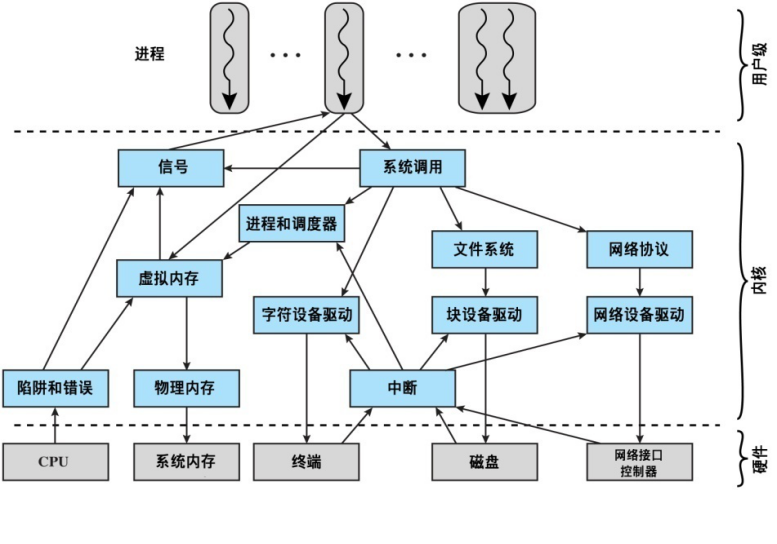 进程
...
...
用户级
信号
系统调用
进程和调度器
文件系统
网络协议
虚拟内存
内核
字符设备驱动
块设备驱动
网络设备驱动
陷阱和错误
物理内存
中断
CPU
系统内存
终端
磁盘
网络接口
控制器
硬件